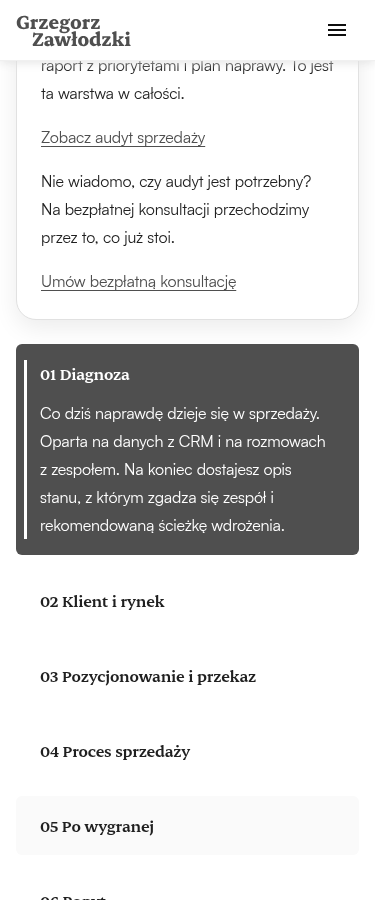 Grzegorz
Zawłodzki
raport z priorytetami i plan naprawy. To jest
ta warstwa w całości.
Zobacz audyt sprzedaży
Nie wiadomo, czy audyt jest potrzebny?
Na bezpłatnej konsultacji przechodzimy
przez to, co już stoi.
Umów bezpłatną konsultację
01 Diagnoza
Co dziś naprawdę dzieje się w sprzedaży.
Oparta na danych z CRM i na rozmowach
z zespołem. Na koniec dostajesz opis
stanu, z którym zgadza się zespół i
rekomendowaną ścieżkę wdrożenia.
02 Klient i rynek
03 Pozycjonowanie i przekaz
04 Proces sprzedaży
05 Po wygranej
06